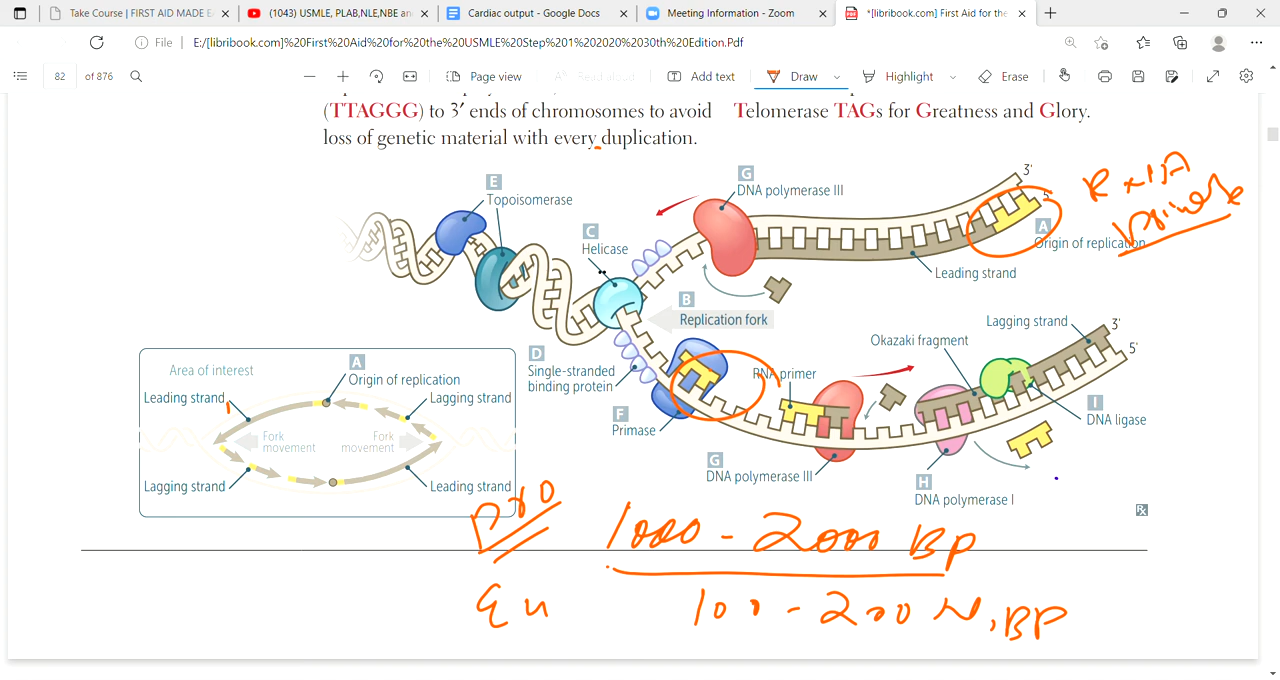 Take Course | FIRST AID MADE E
(1043) USMLE, PLAB,NLE,NBE and
Cardiac output - Google Docs
Meeting Information - Zoom
*[libribook.com] First Aid for the
File
E:/[libribook.com]%20First%20Aid%20for%20the%20USMLE%20Step%201%202020%2030th%20Edition.Pdf
82 of 876
Page view
Read aloud
Add text
Draw
Highlight
Erase
(TTAGGG) to 3′ ends of chromosomes to avoid
loss of genetic material with every duplication.
Telomerase TAGs for Greatness and Glory.
E
Topoisomerase
G
DNA polymerase III
3'
5'
RNA
primer
A
Origin of replication
C
Helicase
Leading strand
B
Replication fork
Lagging strand
3'
5'
Okazaki fragment
D
Single-stranded
binding protein
RNA primer
I
DNA ligase
F
Primase
G
DNA polymerase III
H
DNA polymerase I
Area of interest
A
Origin of replication
Leading strand
Lagging strand
Fork
movement
Fork
movement
Lagging strand
Leading strand
Pro 1000 - 2000 BP
Eu 100 - 200 N, BP
Rx